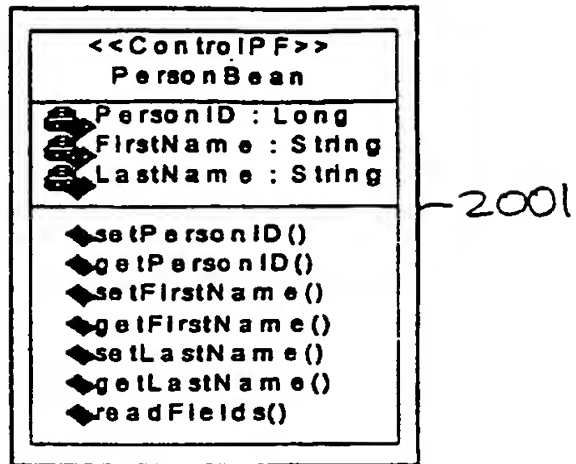 <<ControlPF>>
PersonBean
PersonID : Long
FirstName : String
LastName : String
setPersonID()
getPersonID()
setFirstName()
getFirstName()
setLastName()
getLastName()
readFields()
2001